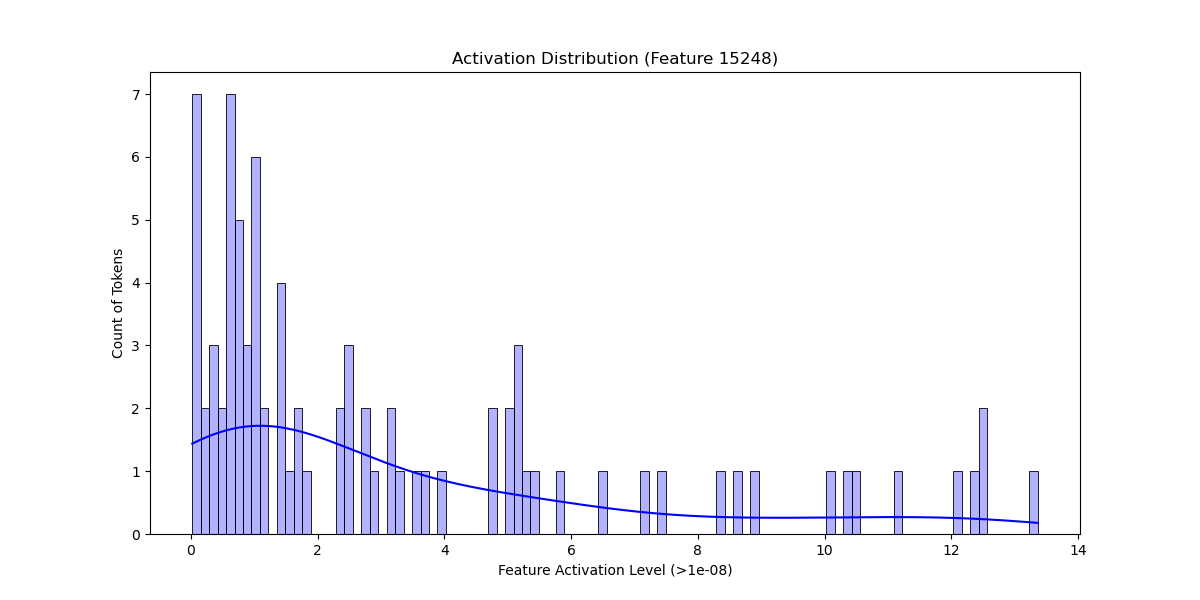 Activation Distribution (Feature 15248)
7
6
5
4
3
2
1
0
Count of Tokens
0 2 4 6 8 10 12 14
Feature Activation Level (>1e-08)